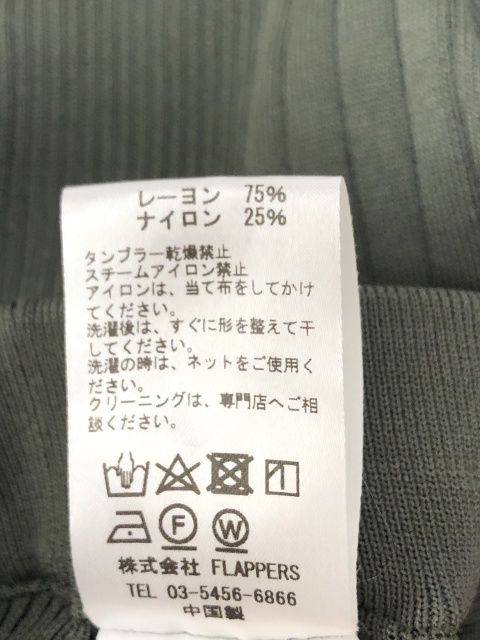 レーヨン 75%
ナイロン 25%
タンブラー乾燥禁止
スチームアイロン禁止
アイロンは、当て布をしてかけ
てください。
洗濯後は、すぐに形を整えて干
してください。
洗濯の時は、ネットをご使用く
ださい。
クリーニングは、専門店へご相
談ください。
F W
株式会社 FLAPPERS
TEL 03-5456-6866
中国製